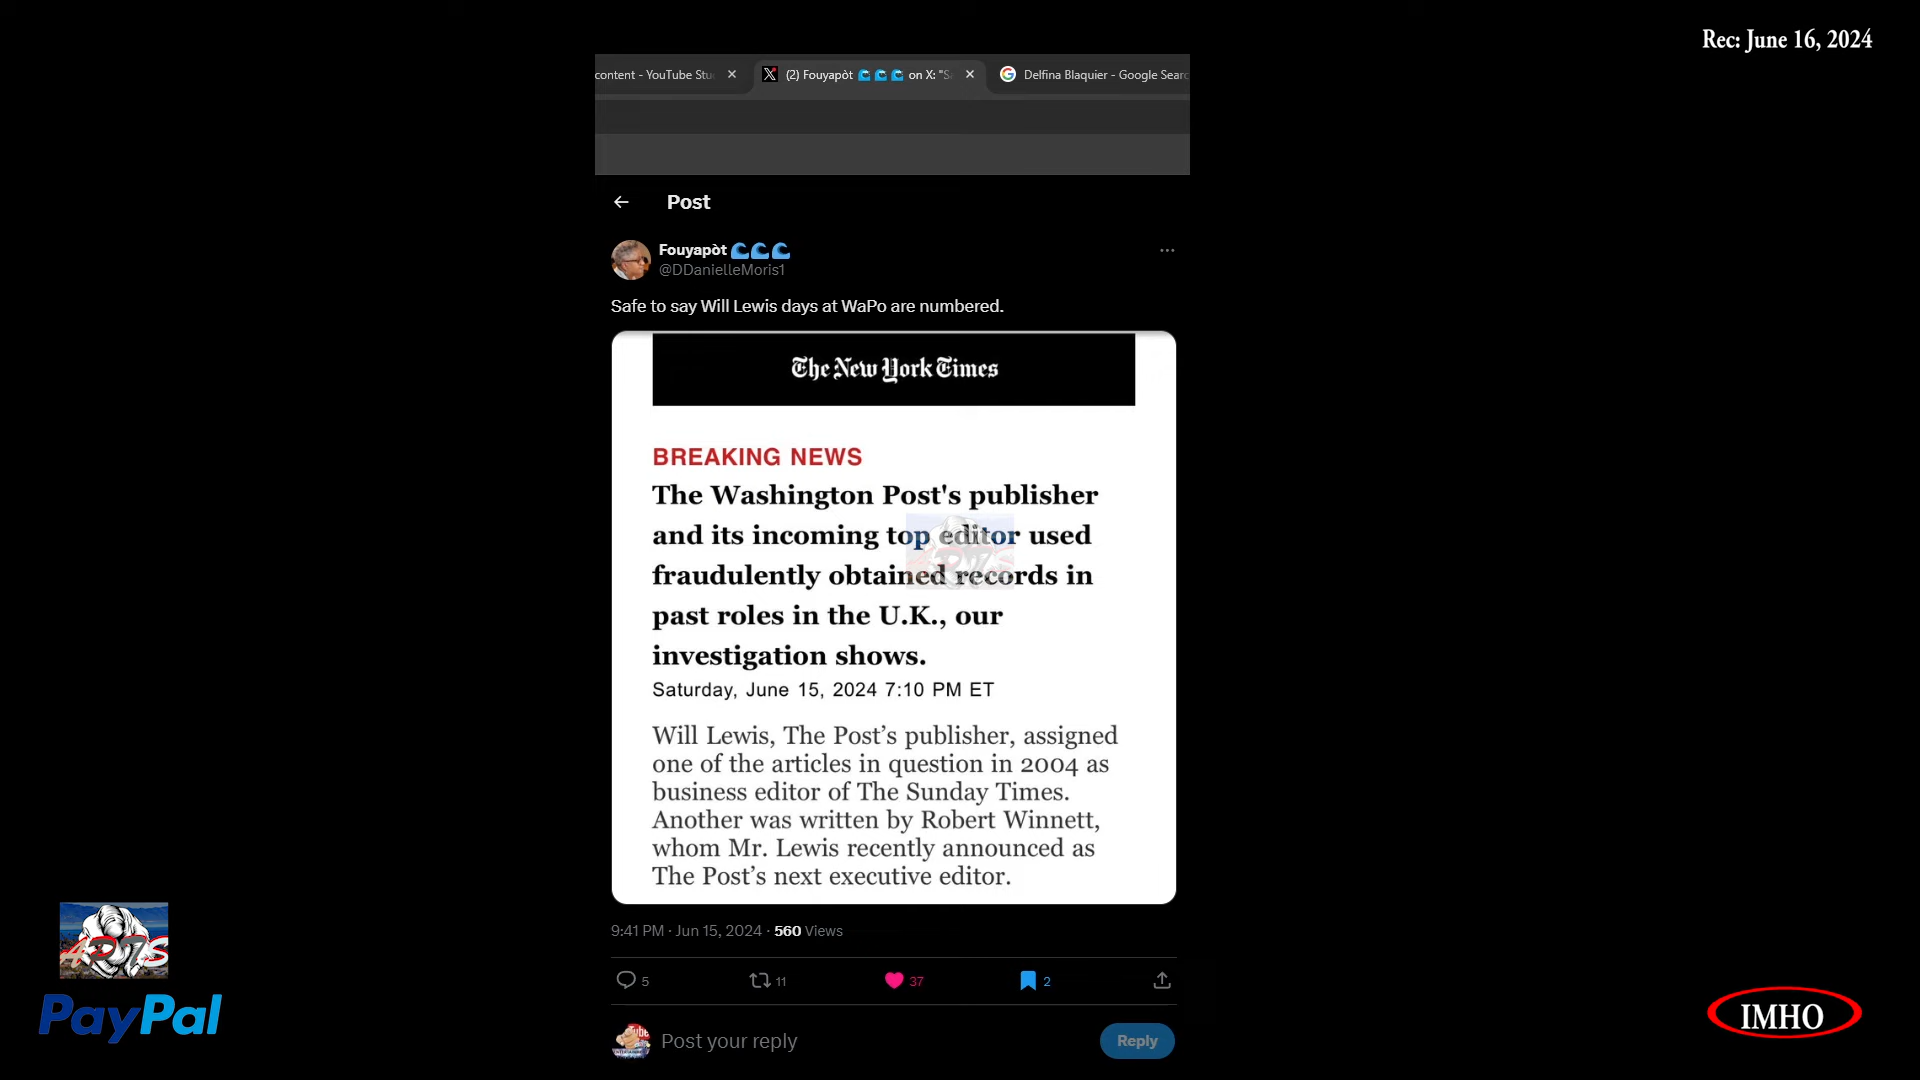 Rec: June 16, 2024
content - YouTube Stu
(2) Fouyapòt 🌊🌊🌊 on X: "Sa
Delfina Blaquier - Google Searc
Post
Fouyapòt 🌊🌊🌊
@DDanielleMoris1
Safe to say Will Lewis days at WaPo are numbered.
The New York Times
BREAKING NEWS
The Washington Post's publisher
and its incoming top editor used
fraudulently obtained records in
past roles in the U.K., our
investigation shows.
Saturday, June 15, 2024 7:10 PM ET
Will Lewis, The Post’s publisher, assigned
one of the articles in question in 2004 as
business editor of The Sunday Times.
Another was written by Robert Winnett,
whom Mr. Lewis recently announced as
The Post’s next executive editor.
9:41 PM · Jun 15, 2024 · 560 Views
5 11 37 2
Post your reply
Reply
PayPal
IMHO